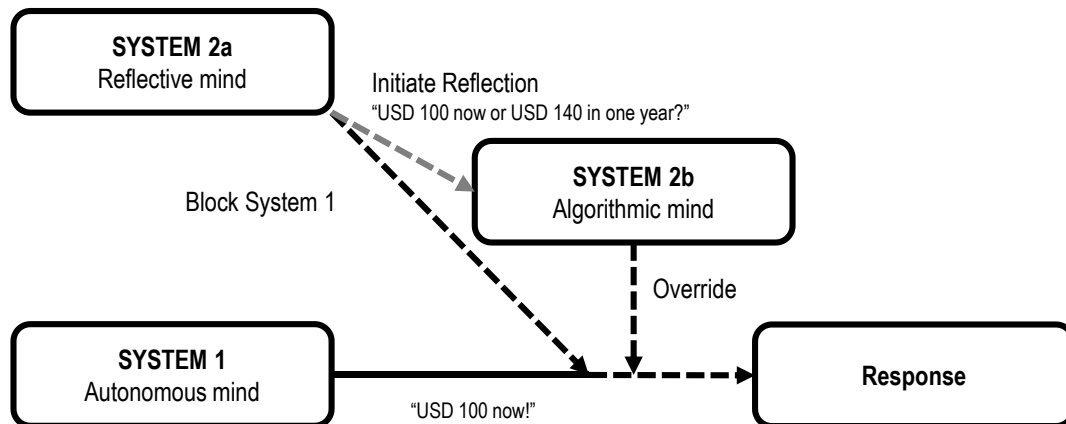 SYSTEM 2a
Reflective mind
Initiate Reflection
“USD 100 now or USD 140 in one year?”
SYSTEM 2b
Algorithmic mind
Block System 1
Override
SYSTEM 1
Autonomous mind
Response
“USD 100 now!”